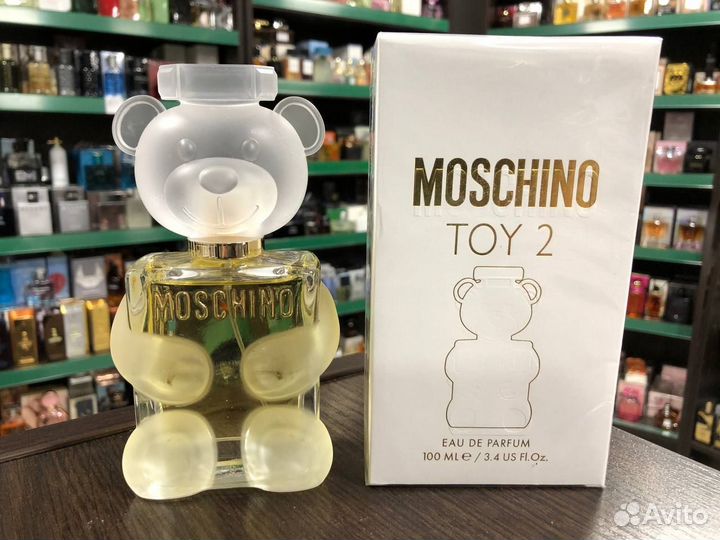 MOSCHINO
MOSCHINO
TOY 2
EAU DE PARFUM
100 ML ℮ / 3.4 US Fl.Oz.
Avito